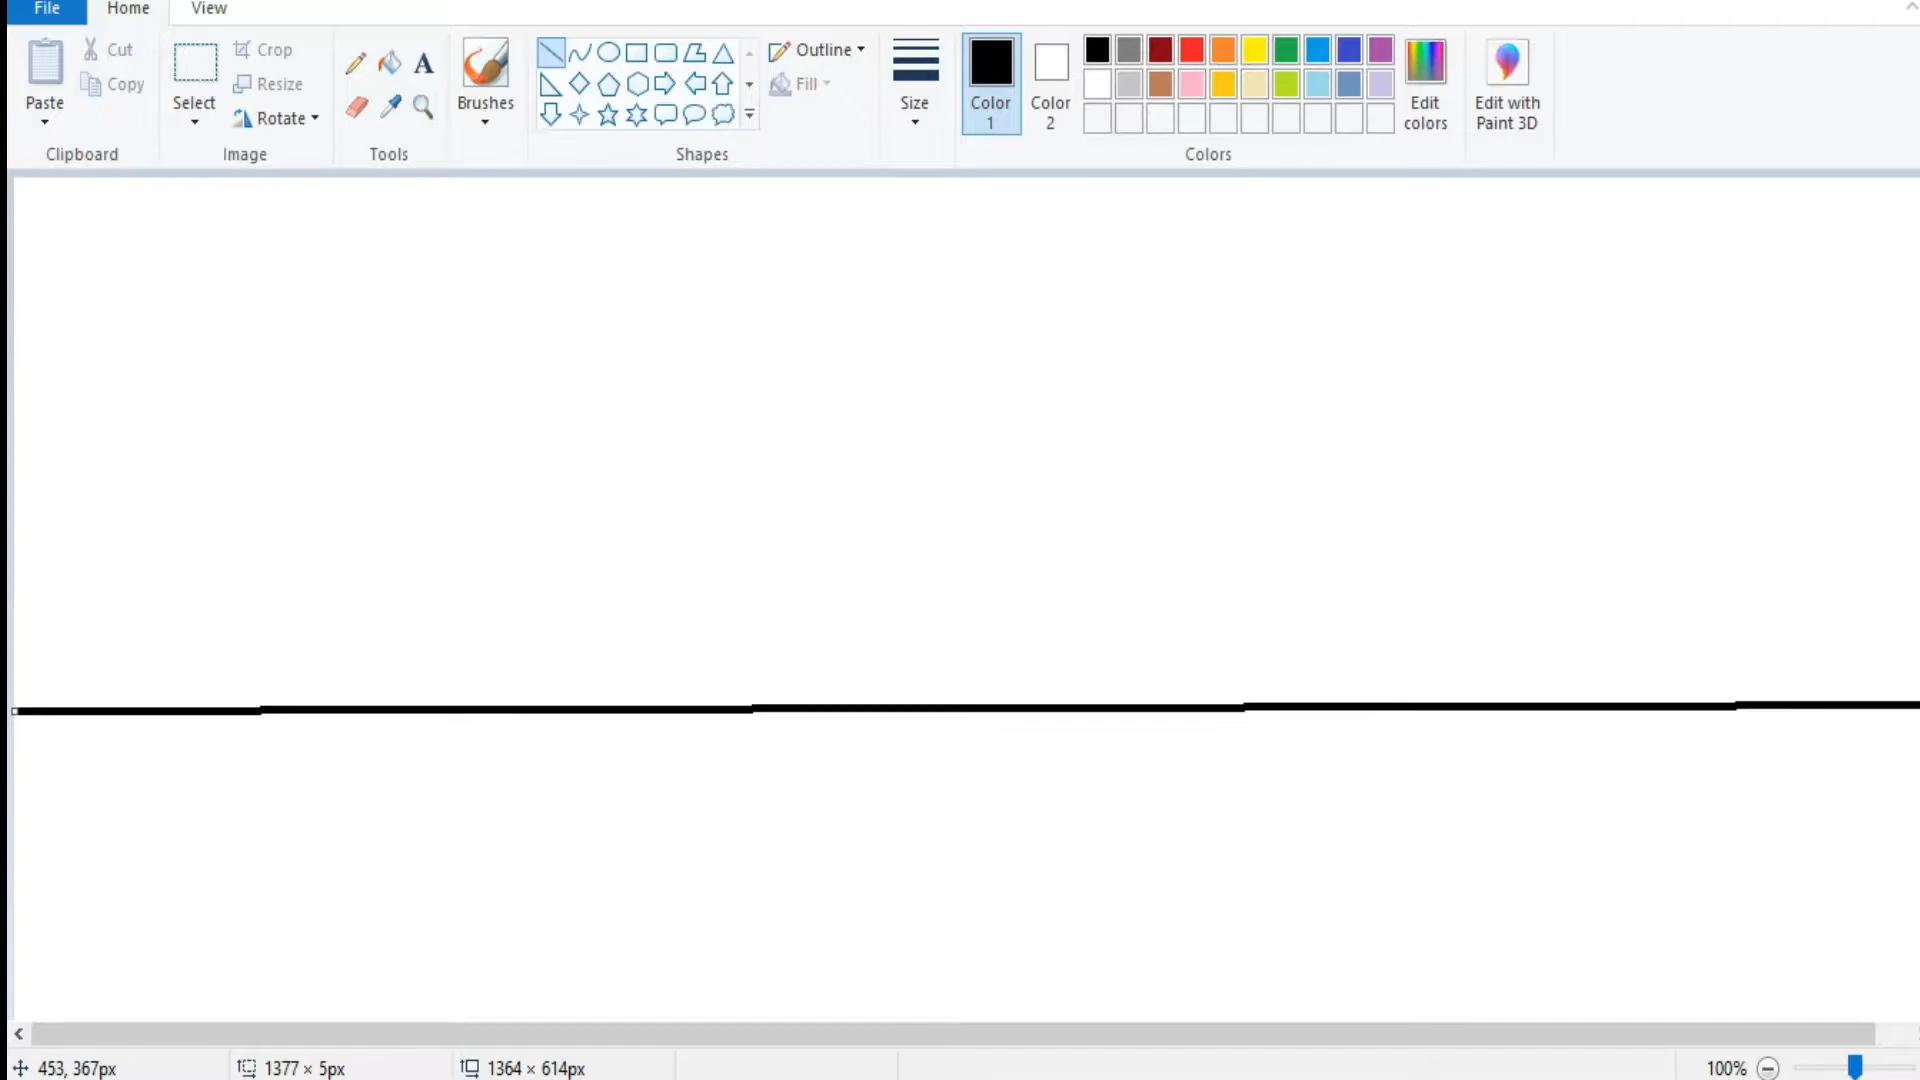 File Home View
Cut Crop A Outline
Copy Resize Fill
Paste Select Rotate Brushes Size Color 1 Color 2 Edit colors Edit with Paint 3D
Clipboard Image Tools Shapes Colors
453, 367px 1377 × 5px 1364 × 614px 100%